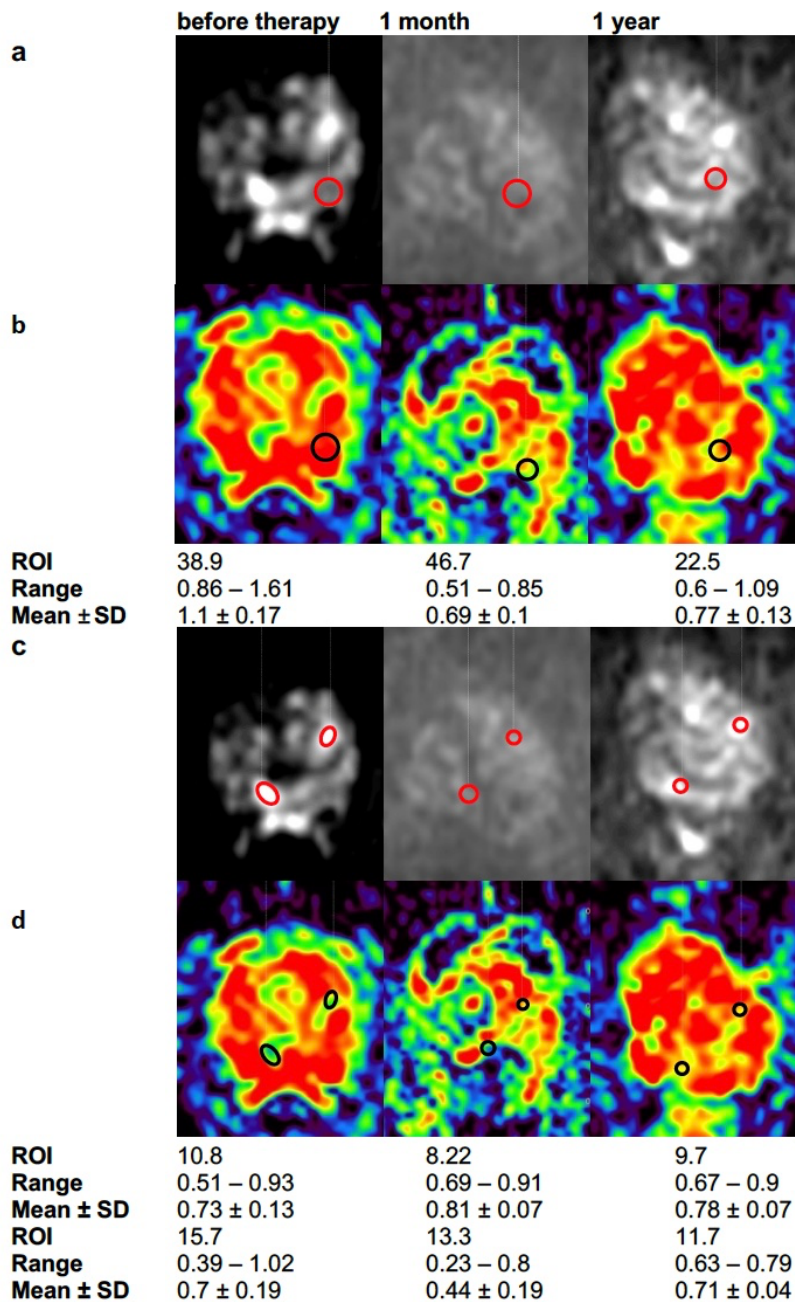 before therapy 1 month 1 year
a
b
ROI 38.9 46.7 22.5
Range 0.86 – 1.61 0.51 – 0.85 0.6 – 1.09
Mean ± SD 1.1 ± 0.17 0.69 ± 0.1 0.77 ± 0.13
c
d
ROI 10.8 8.22 9.7
Range 0.51 – 0.93 0.69 – 0.91 0.67 – 0.9
Mean ± SD 0.73 ± 0.13 0.81 ± 0.07 0.78 ± 0.07
ROI 15.7 13.3 11.7
Range 0.39 – 1.02 0.23 – 0.8 0.63 – 0.79
Mean ± SD 0.7 ± 0.19 0.44 ± 0.19 0.71 ± 0.04